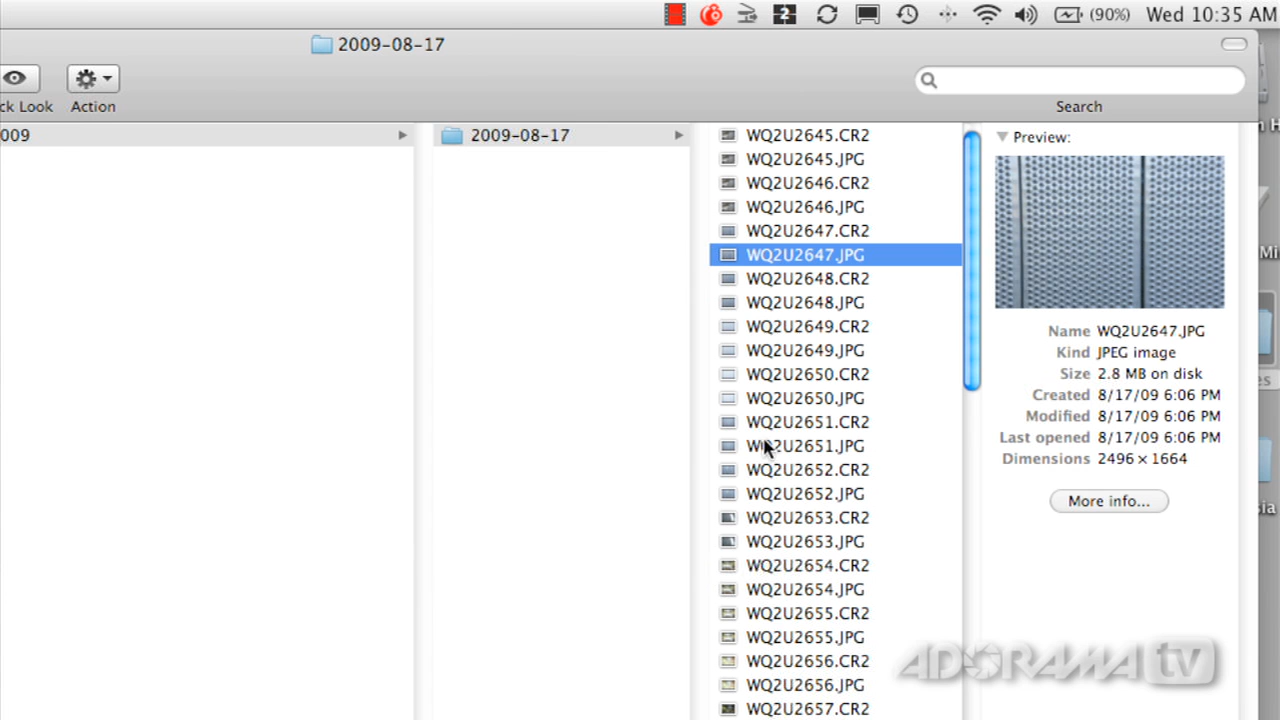 (90%) Wed 10:35 AM
2009-08-17
ck Look Action
Search
009
2009-08-17
WQ2U2645.CR2
WQ2U2645.JPG
WQ2U2646.CR2
WQ2U2646.JPG
WQ2U2647.CR2
WQ2U2647.JPG
WQ2U2648.CR2
WQ2U2648.JPG
WQ2U2649.CR2
WQ2U2649.JPG
WQ2U2650.CR2
WQ2U2650.JPG
WQ2U2651.CR2
WQ2U2651.JPG
WQ2U2652.CR2
WQ2U2652.JPG
WQ2U2653.CR2
WQ2U2653.JPG
WQ2U2654.CR2
WQ2U2654.JPG
WQ2U2655.CR2
WQ2U2655.JPG
WQ2U2656.CR2
WQ2U2656.JPG
WQ2U2657.CR2
Preview:
Name WQ2U2647.JPG
Kind JPEG image
Size 2.8 MB on disk
Created 8/17/09 6:06 PM
Modified 8/17/09 6:06 PM
Last opened 8/17/09 6:06 PM
Dimensions 2496 × 1664
More info...
ADORAMA tv